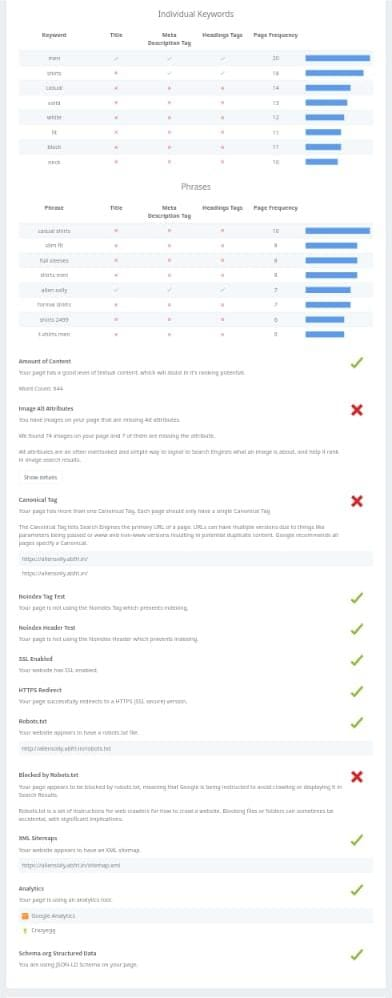 Individual Keywords
Keyword Title Meta Description Tag Headings Tags Page Frequency
men ✓ ✓ ✓ 20
shirts × ✓ ✓ 18
casual × × × 14
solid × × × 13
white × × × 12
fit × × × 11
black × × × 11
neck × × × 10
Phrases
Phrase Title Meta Description Tag Headings Tags Page Frequency
casual shirts × × × 10
slim fit × × × 8
full sleeves × × × 8
shirts men × × × 8
allen solly ✓ ✓ ✓ 7
formal shirts × × × 7
shirts 2499 × × × 6
t-shirts men × × × 6
Amount of Content
Your page has a good level of textual content, which will assist in it's ranking potential.
Word Count: 944
Image Alt Attributes
You have images on your page that are missing Alt attributes.
We found 74 images on your page and 7 of them are missing the attribute.
Alt attributes are an often overlooked and simple way to signal to Search Engines what an image is about, and help it rank
in image search results.
Show details
Canonical Tag
Your page has more than one Canonical Tag. Each page should only have a single Canonical Tag.
The Canonical Tag tells Search Engines the primary URL of a page. URLs can have multiple versions due to things like
parameters being passed or www and non-www versions resulting in potential duplicate content. Google recommends all
pages specify a Canonical.
https://allensolly.abfrl.in/
https://allensolly.abfrl.in/
Noindex Tag Test
Your page is not using the Noindex Tag which prevents indexing.
Noindex Header Test
Your page is not using the Noindex Header which prevents indexing.
SSL Enabled
Your website has SSL enabled.
HTTPS Redirect
Your page successfully redirects to a HTTPS (SSL secure) version.
Robots.txt
Your website appears to have a robots.txt file.
http://allensolly.abfrl.in/robots.txt
Blocked by Robots.txt
Your page appears to be blocked by robots.txt, meaning that Google is being instructed to avoid crawling or displaying it in
Search Results.
Robots.txt is a set of instructions for web crawlers for how to crawl a website. Blocking files or folders can sometimes be
accidental, with significant implications.
XML Sitemaps
Your website appears to have an XML sitemap.
https://allensolly.abfrl.in/sitemap.xml
Analytics
Your page is using an analytics tool.
Google Analytics
Crazyegg
Schema.org Structured Data
You are using JSON-LD Schema on your page.